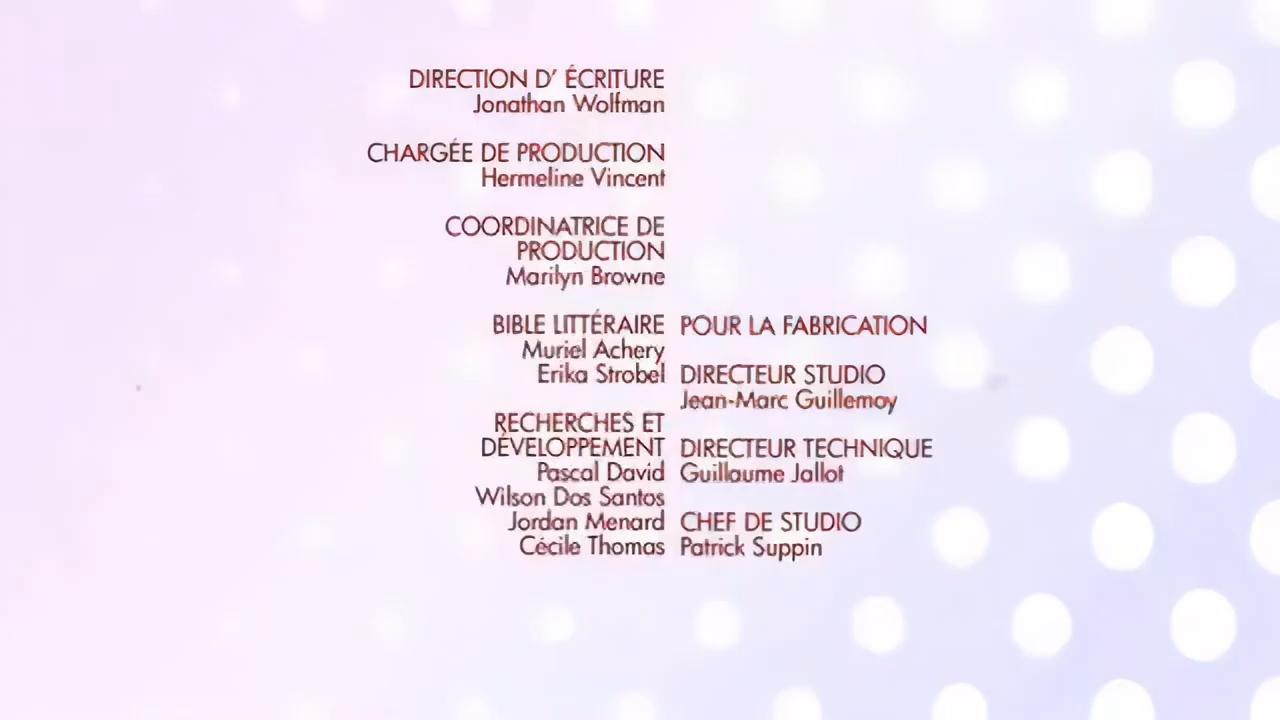 DIRECTION D' ÉCRITURE
Jonathan Wolfman
CHARGÉE DE PRODUCTION
Hermeline Vincent
COORDINATRICE DE
PRODUCTION
Marilyn Browne
BIBLE LITTÉRAIRE
Muriel Achery
Erika Strobel
RECHERCHES ET
DÉVELOPPEMENT
Pascal David
Wilson Dos Santos
Jordan Menard
Cécile Thomas
POUR LA FABRICATION
DIRECTEUR STUDIO
Jean-Marc Guillemoy
DIRECTEUR TECHNIQUE
Guillaume Jallot
CHEF DE STUDIO
Patrick Suppin